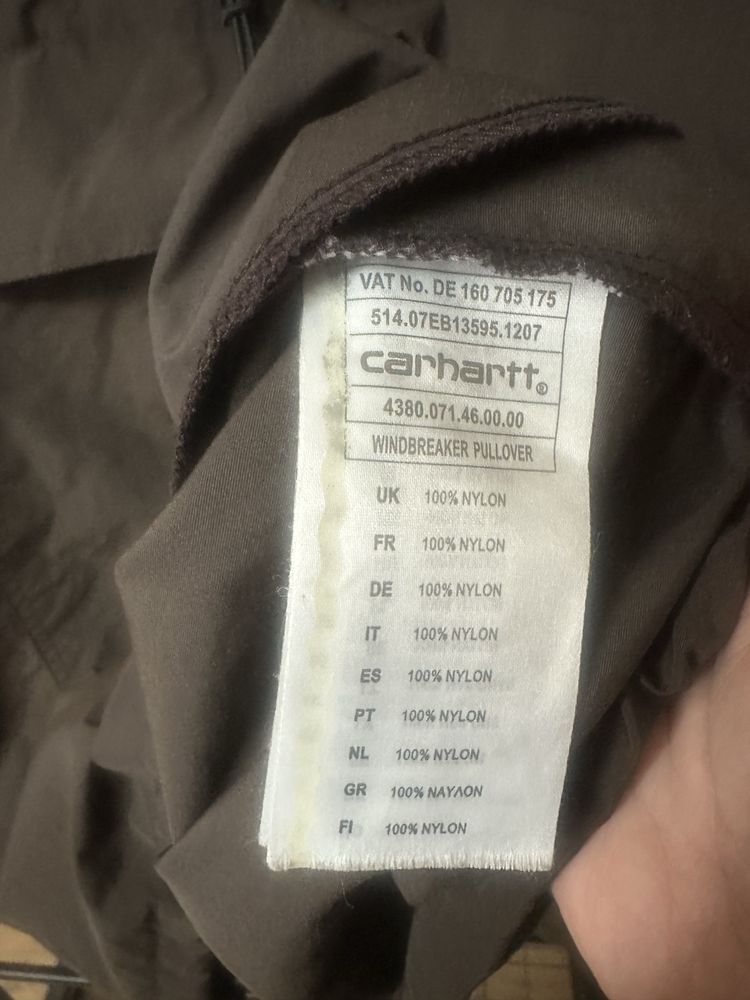 VAT No. DE 160 705 175
514.07EB13595.1207
carhartt®
4380.071.46.00.00
WINDBREAKER PULLOVER
UK 100% NYLON
FR 100% NYLON
DE 100% NYLON
IT 100% NYLON
ES 100% NYLON
PT 100% NYLON
NL 100% NYLON
GR 100% ΝΑΥΛΟΝ
FI 100% NYLON